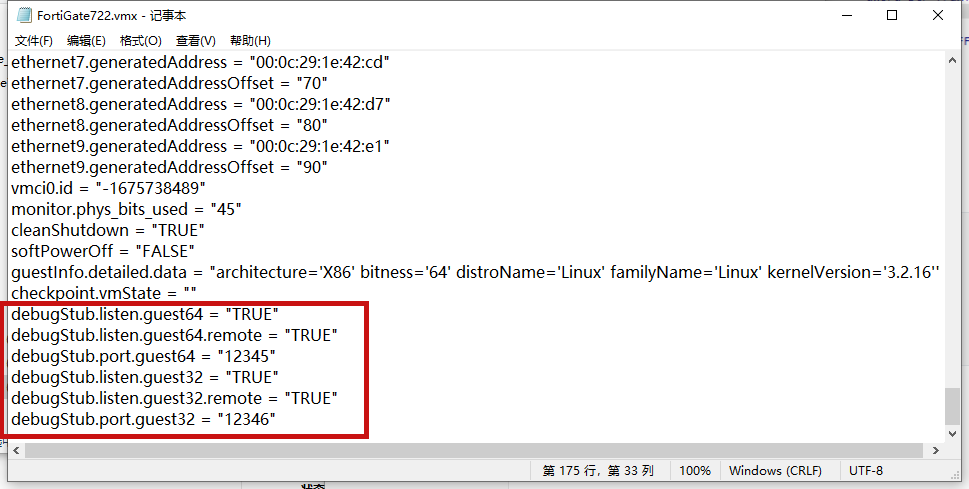 FortiGate722.vmx - 记事本
文件(F) 编辑(E) 格式(O) 查看(V) 帮助(H)
ethernet7.generatedAddress = "00:0c:29:1e:42:cd"
ethernet7.generatedAddressOffset = "70"
ethernet8.generatedAddress = "00:0c:29:1e:42:d7"
ethernet8.generatedAddressOffset = "80"
ethernet9.generatedAddress = "00:0c:29:1e:42:e1"
ethernet9.generatedAddressOffset = "90"
vmci0.id = "-1675738489"
monitor.phys_bits_used = "45"
cleanShutdown = "TRUE"
softPowerOff = "FALSE"
guestInfo.detailed.data = "architecture='X86' bitness='64' distroName='Linux' familyName='Linux' kernelVersion='3.2.16''
checkpoint.vmState = ""
debugStub.listen.guest64 = "TRUE"
debugStub.listen.guest64.remote = "TRUE"
debugStub.port.guest64 = "12345"
debugStub.listen.guest32 = "TRUE"
debugStub.listen.guest32.remote = "TRUE"
debugStub.port.guest32 = "12346"
第 175 行，第 33 列 100% Windows (CRLF) UTF-8